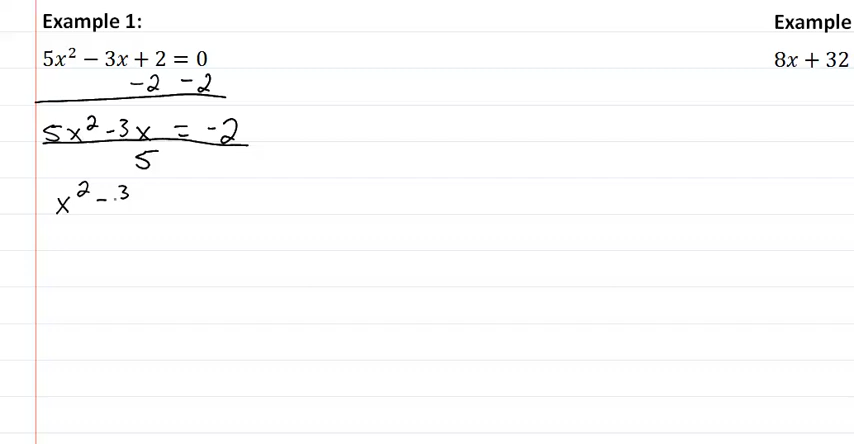 Example 1:
5x² − 3x + 2 = 0
−2 −2
5x² − 3x = −2
5
x² − 3
Example
8x + 32